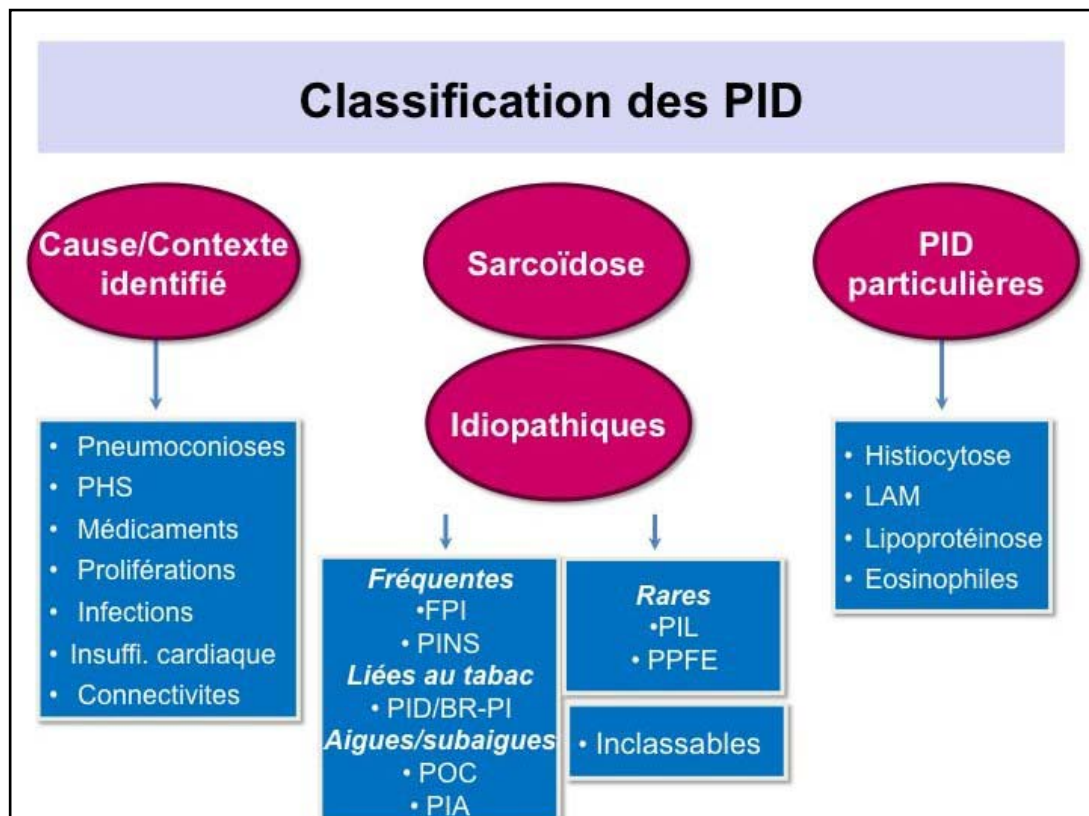 Classification des PID
Cause/Contexte
identifié
• Pneumoconioses
• PHS
• Médicaments
• Proliférations
• Infections
• Insuffi. cardiaque
• Connectivites
Sarcoïdose
Idiopathiques
Fréquentes
•FPI
• PINS
Liées au tabac
• PID/BR-PI
Aigues/subaigues
• POC
• PIA
Rares
•PIL
• PPFE
• Inclassables
PID
particulières
• Histiocytose
• LAM
• Lipoprotéinose
• Eosinophiles